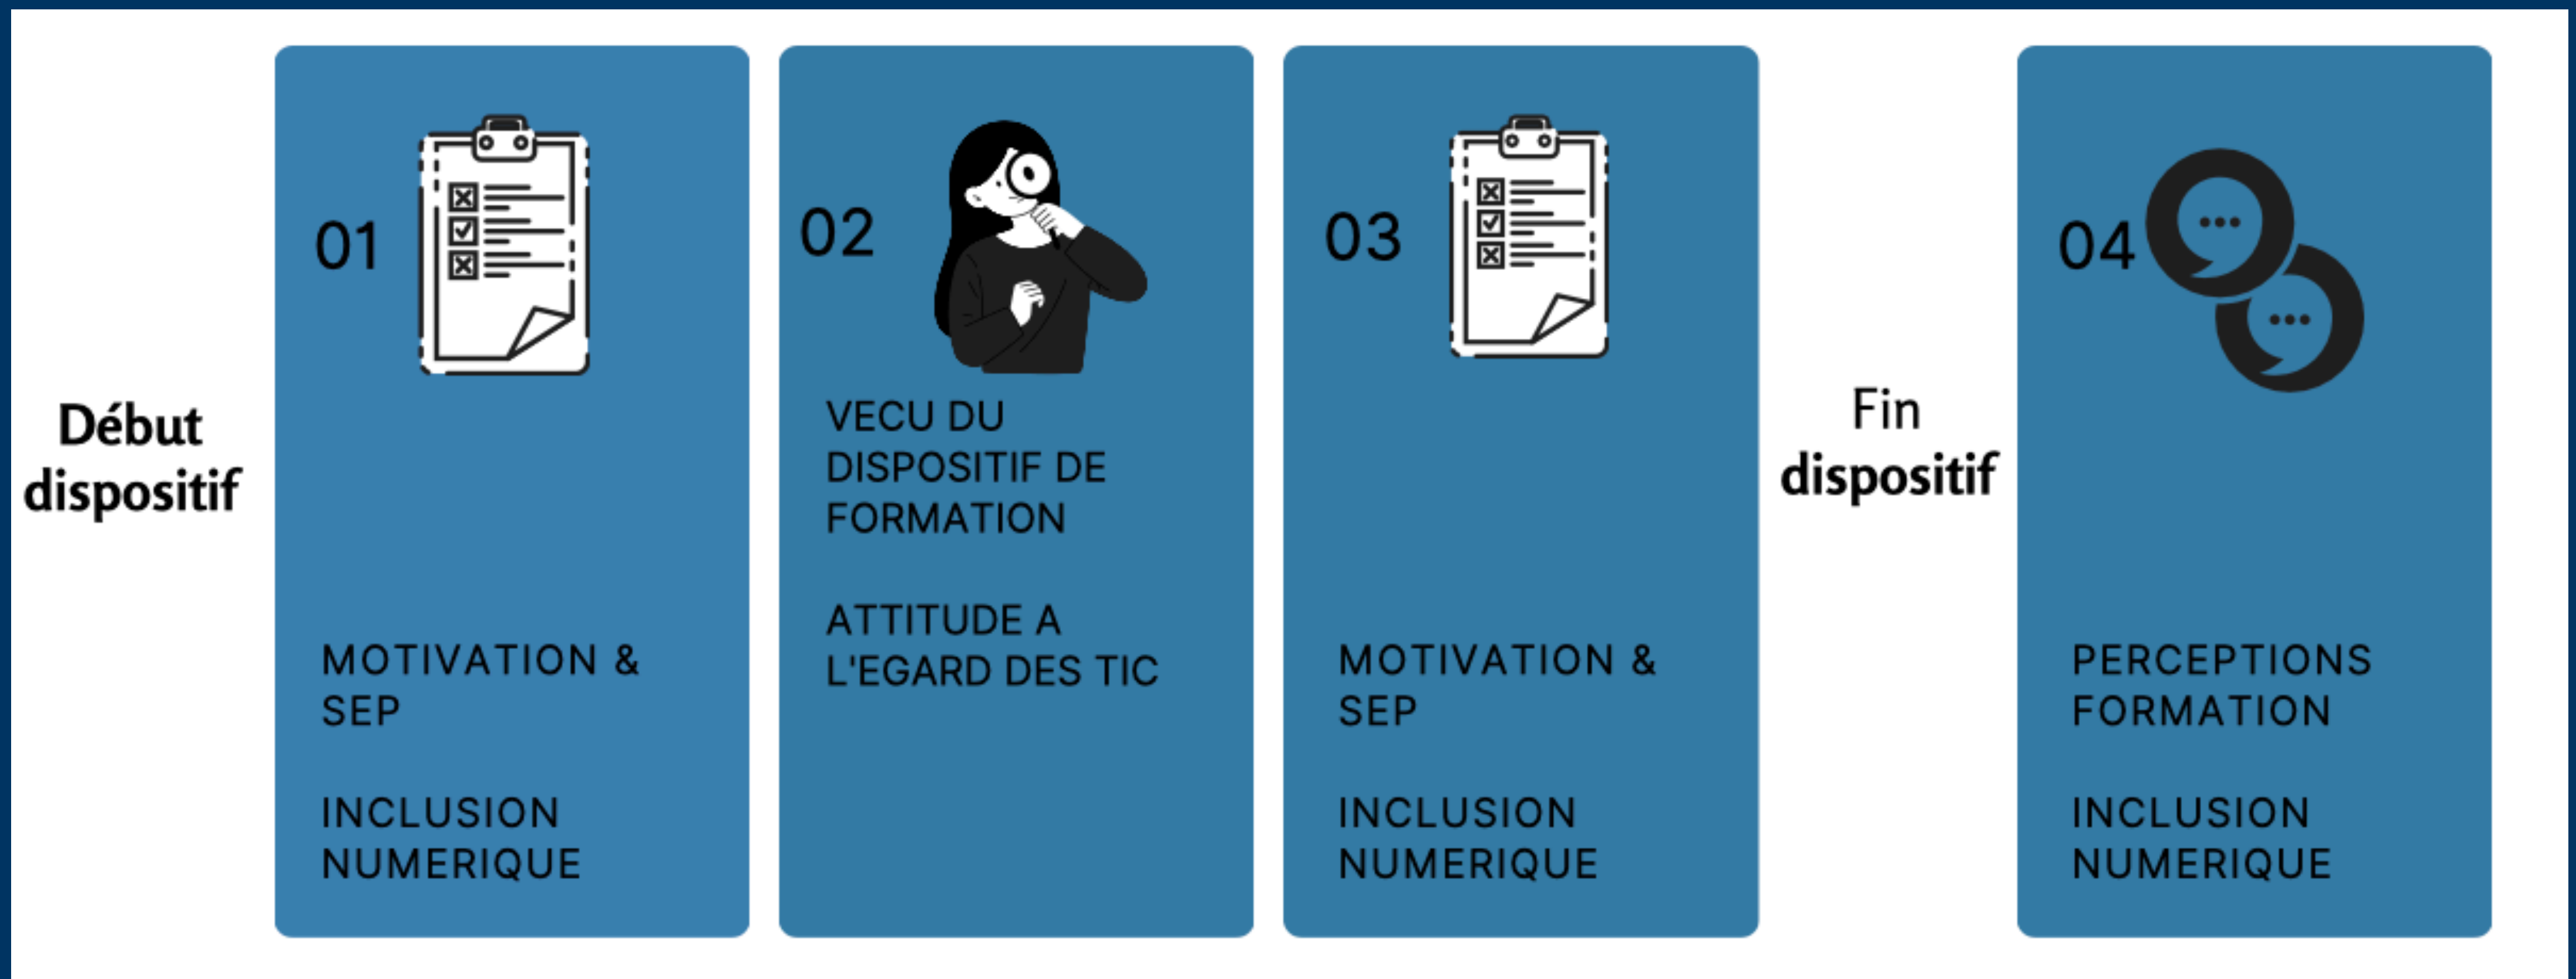 Début
dispositif
01
MOTIVATION &
SEP
INCLUSION
NUMERIQUE
02
VECU DU
DISPOSITIF DE
FORMATION
ATTITUDE A
L'EGARD DES TIC
03
MOTIVATION &
SEP
INCLUSION
NUMERIQUE
Fin
dispositif
04
PERCEPTIONS
FORMATION
INCLUSION
NUMERIQUE